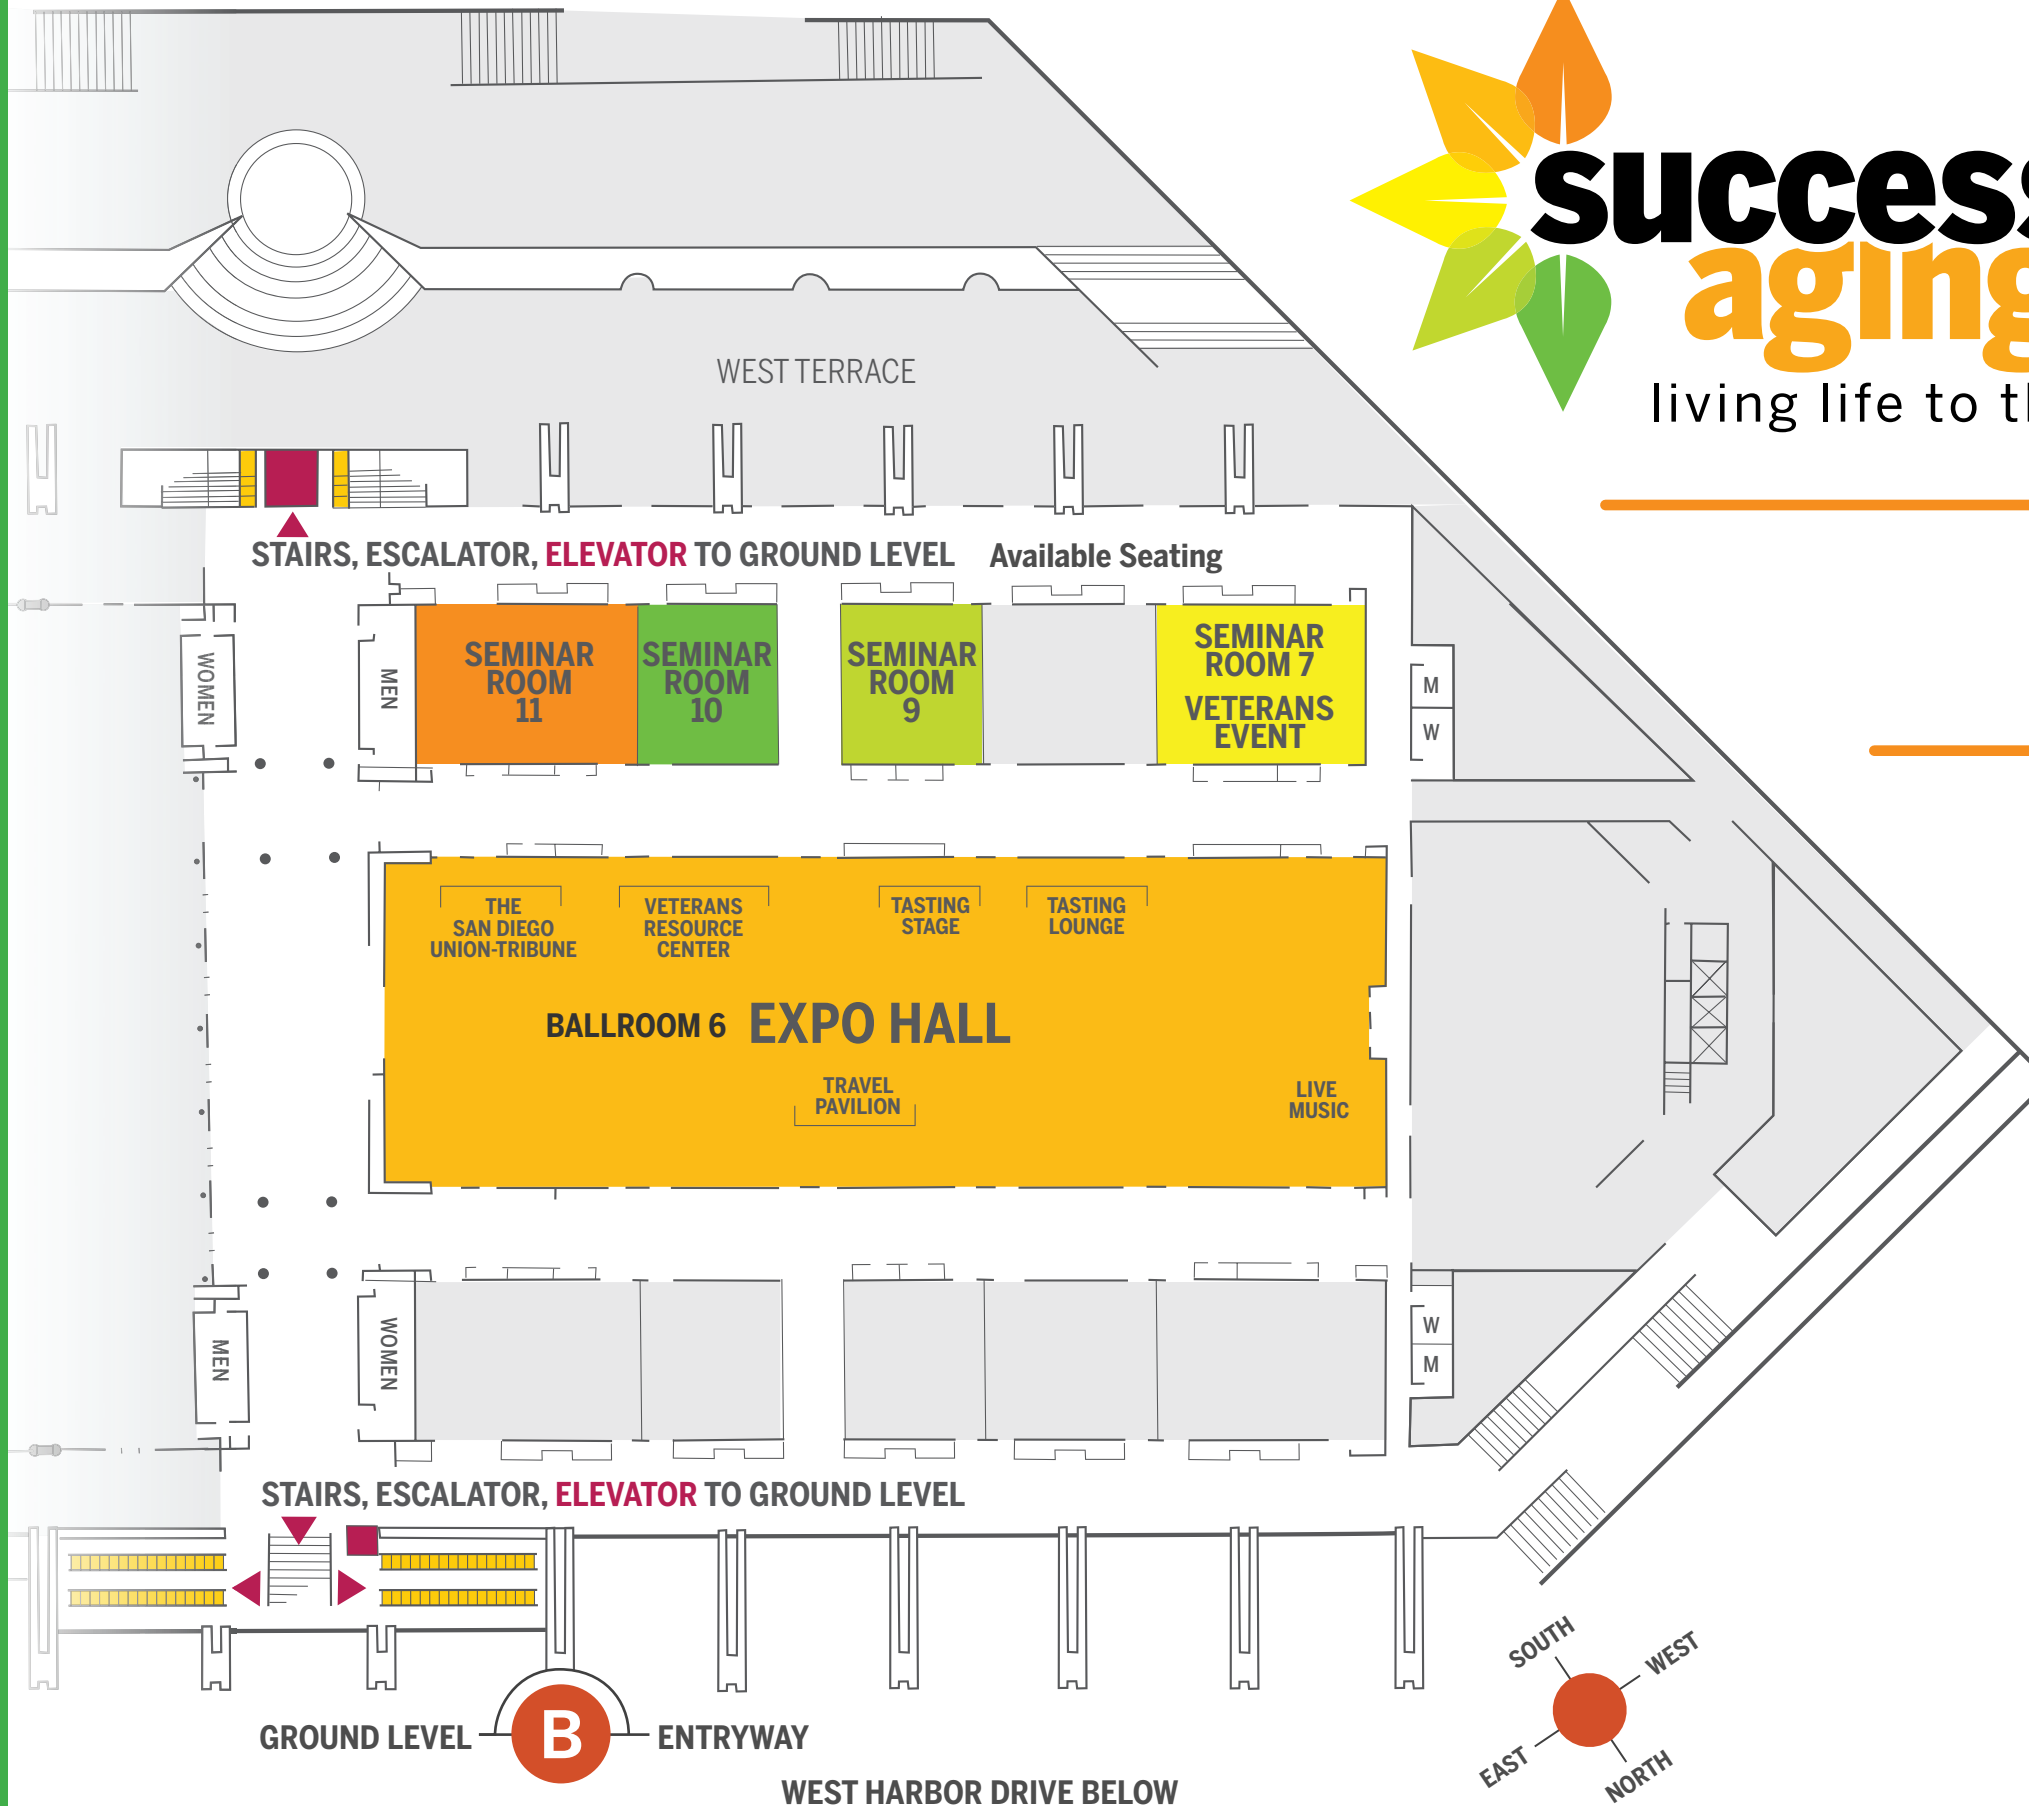 success
aging
living life to th
WEST TERRACE
STAIRS, ESCALATOR, ELEVATOR TO GROUND LEVEL
Available Seating
WOMEN
MEN
SEMINAR
ROOM
11
SEMINAR
ROOM
10
SEMINAR
ROOM
9
SEMINAR
ROOM 7
VETERANS
EVENT
M
W
THE
SAN DIEGO
UNION-TRIBUNE
VETERANS
RESOURCE
CENTER
TASTING
STAGE
TASTING
LOUNGE
BALLROOM 6 EXPO HALL
TRAVEL
PAVILION
LIVE
MUSIC
MEN
WOMEN
W
M
STAIRS, ESCALATOR, ELEVATOR TO GROUND LEVEL
GROUND LEVEL B ENTRYWAY
WEST HARBOR DRIVE BELOW
SOUTH
WEST
EAST
NORTH